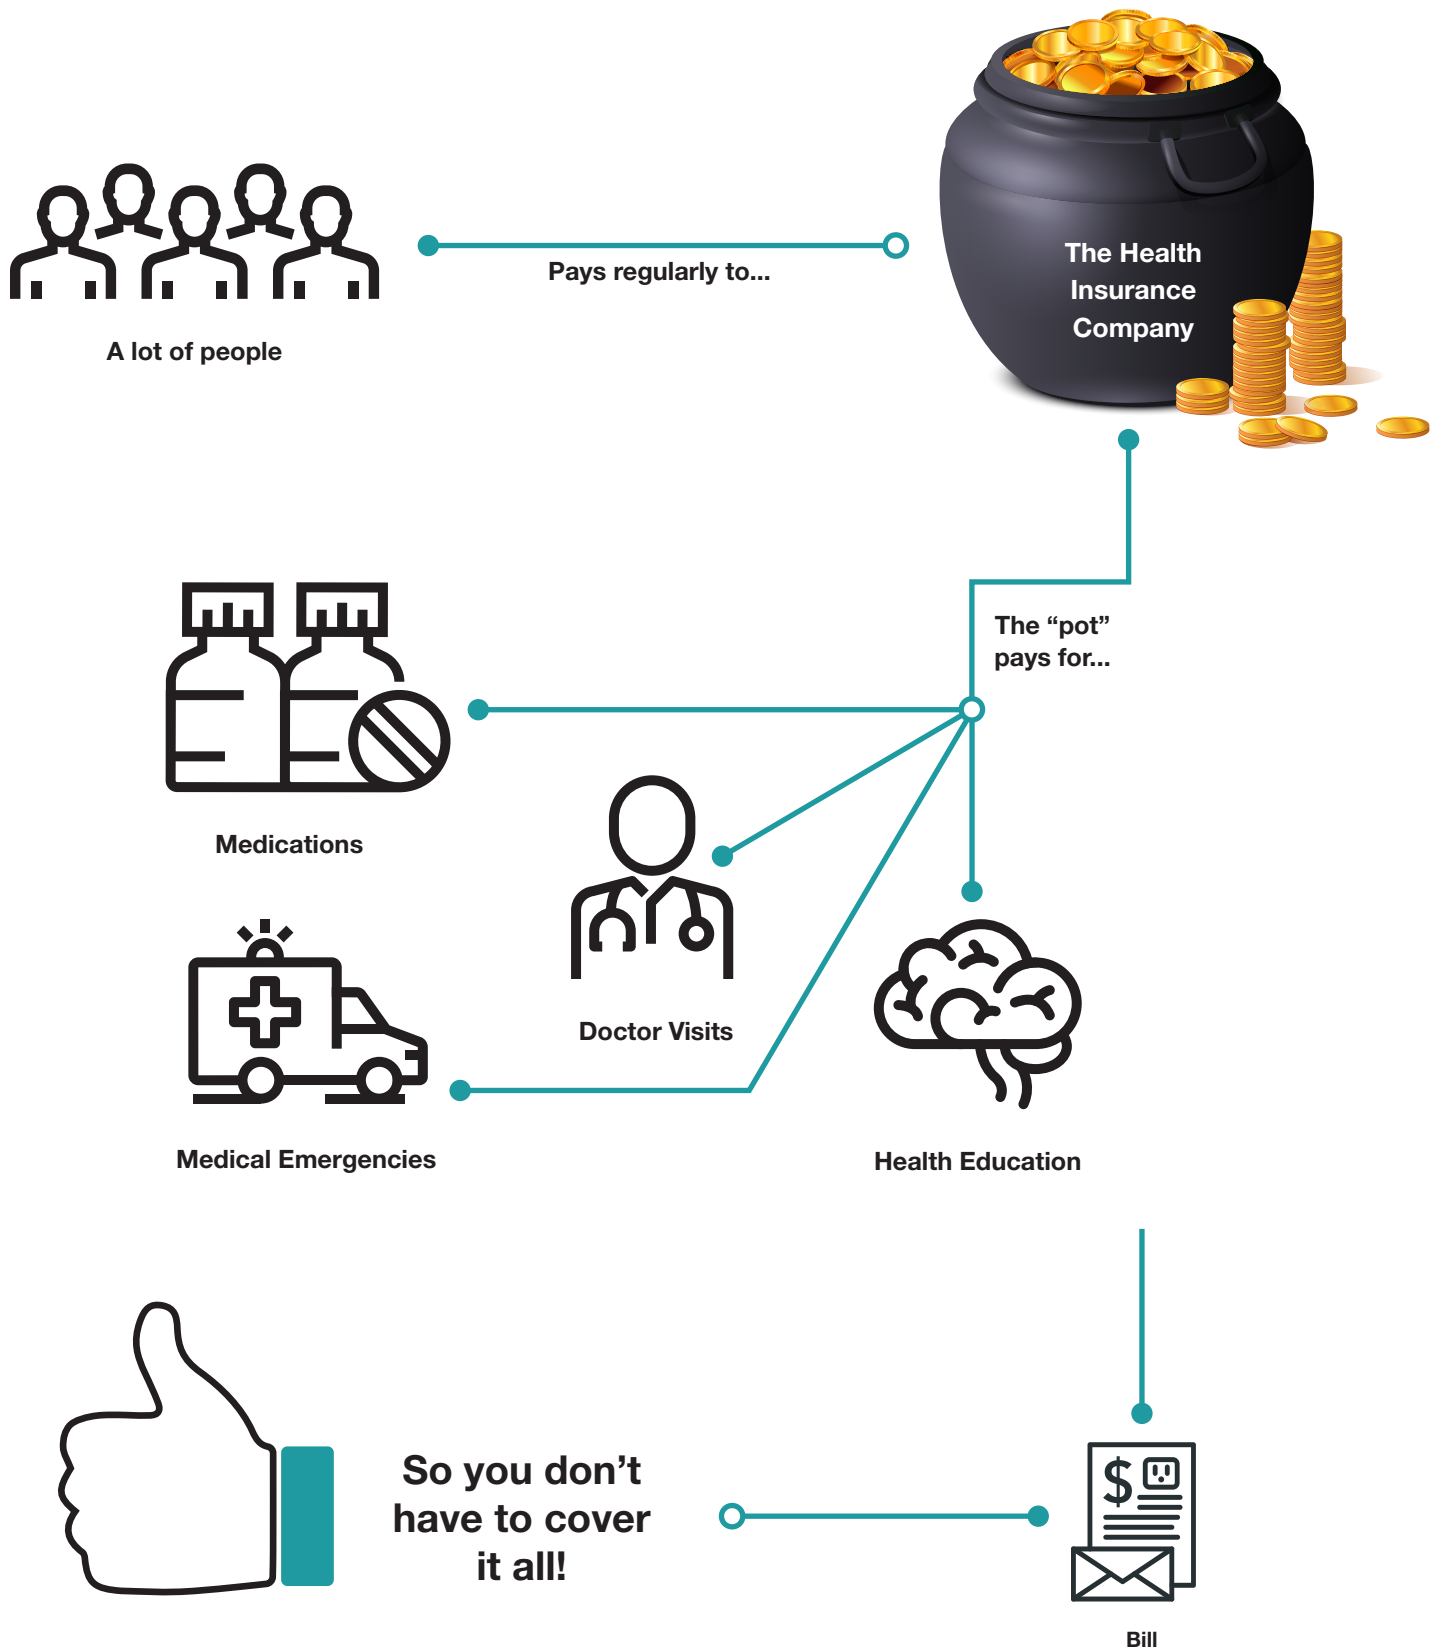 The Health
Insurance
Company
Pays regularly to...
A lot of people
The “pot”
pays for...
Medications
Doctor Visits
Medical Emergencies
Health Education
So you don’t
have to cover
it all!
$
Bill